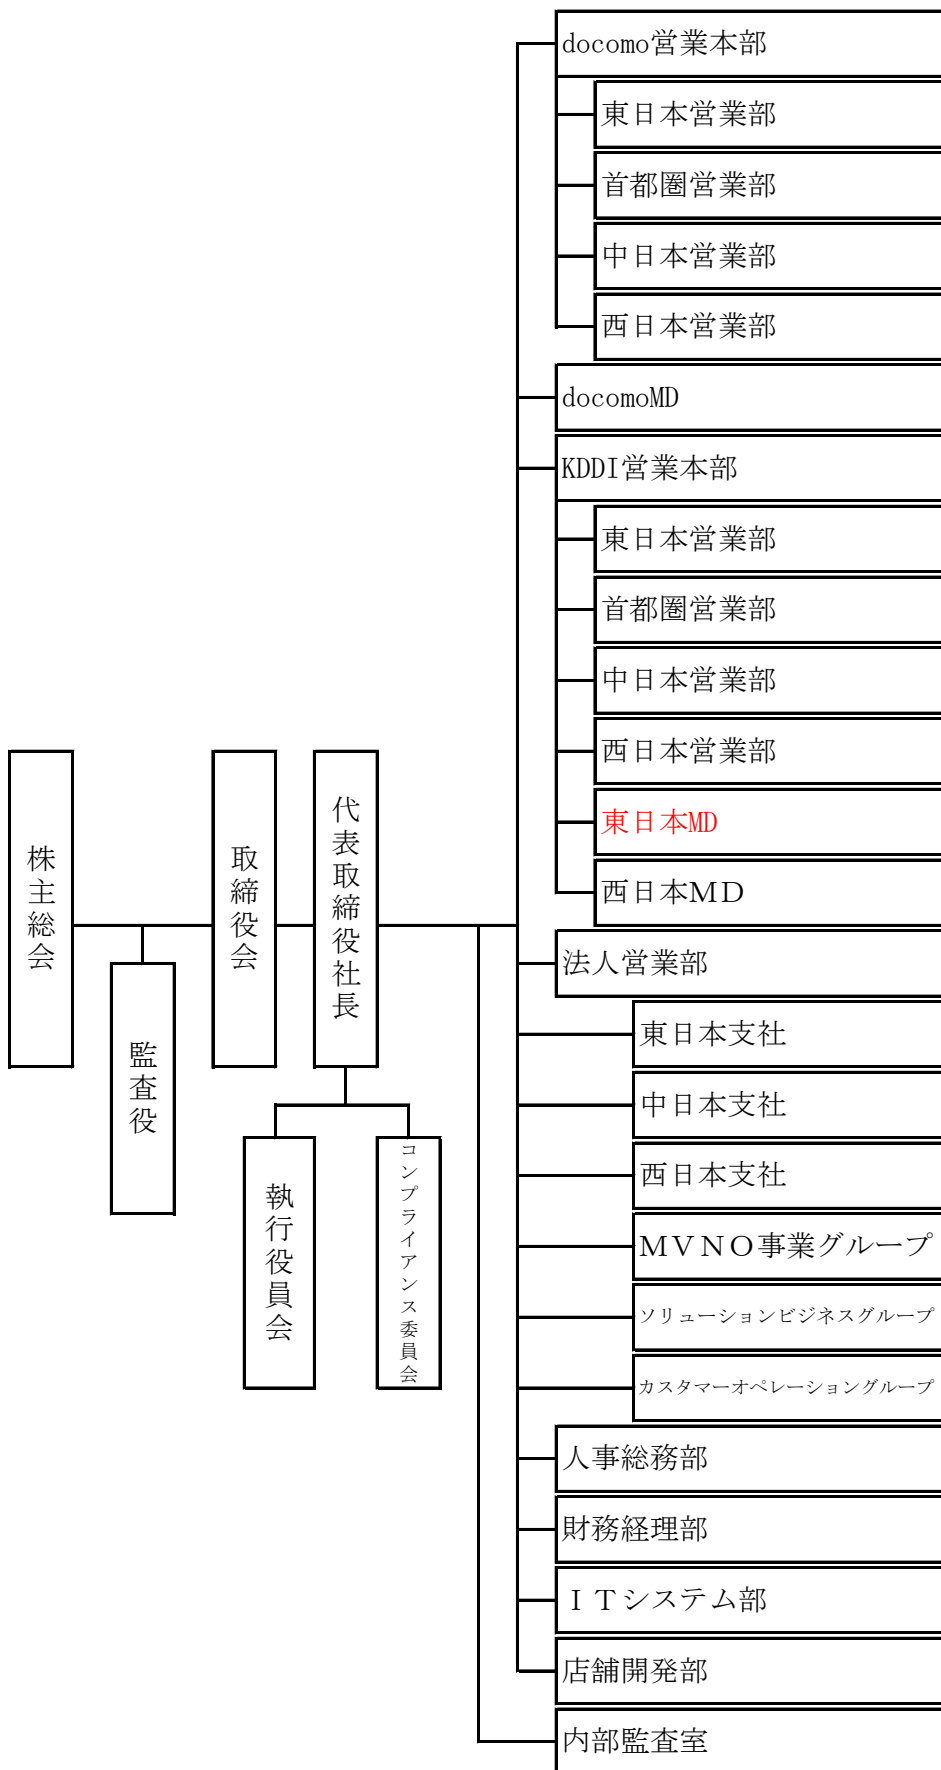 株主総会
監査役
取締役会
代表取締役社長
執行役員会
コンプライアンス委員会
docomo営業本部
東日本営業部
首都圏営業部
中日本営業部
西日本営業部
docomoMD
KDDI営業本部
東日本営業部
首都圏営業部
中日本営業部
西日本営業部
東日本MD
西日本ＭＤ
法人営業部
東日本支社
中日本支社
西日本支社
ＭＶＮＯ事業グループ
ソリューションビジネスグループ
カスタマーオペレーショングループ
人事総務部
財務経理部
ＩＴシステム部
店舗開発部
内部監査室